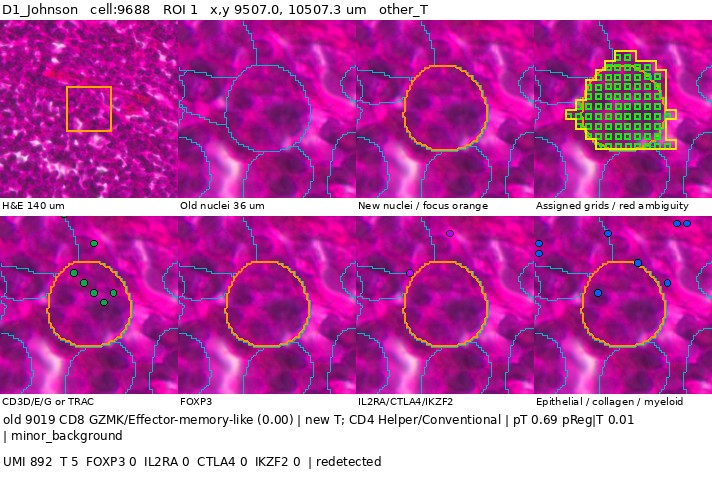 D1_Johnson   cell:9688   ROI 1   x,y 9507.0, 10507.3 um   other_T
H&E 140 um
Old nuclei 36 um
New nuclei / focus orange
Assigned grids / red ambiguity
CD3D/E/G or TRAC
FOXP3
IL2RA/CTLA4/IKZF2
Epithelial / collagen / myeloid
old 9019 CD8 GZMK/Effector-memory-like (0.00) | new T; CD4 Helper/Conventional | pT 0.69 pReg|T 0.01
| minor_background
UMI 892  T 5  FOXP3 0  IL2RA 0  CTLA4 0  IKZF2 0  | redetected